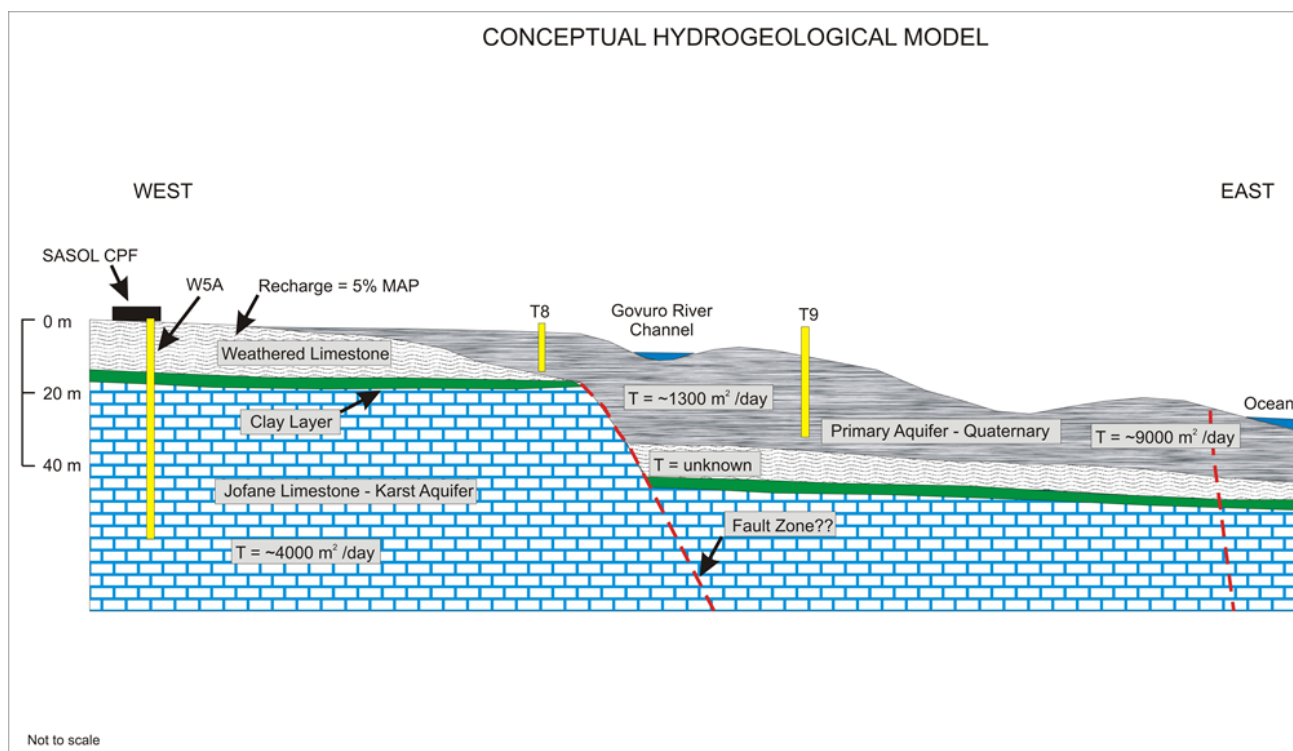 CONCEPTUAL HYDROGEOLOGICAL MODEL
WEST
EAST
SASOL CPF
W5A
Recharge = 5% MAP
T8
Govuro River
Channel
T9
0 m
Weathered Limestone
20 m
Clay Layer
T = ~1300 m² /day
Ocean
Primary Aquifer - Quaternary
T = ~9000 m² /day
40 m
T = unknown
Jofane Limestone - Karst Aquifer
Fault Zone??
T = ~4000 m² /day
Not to scale